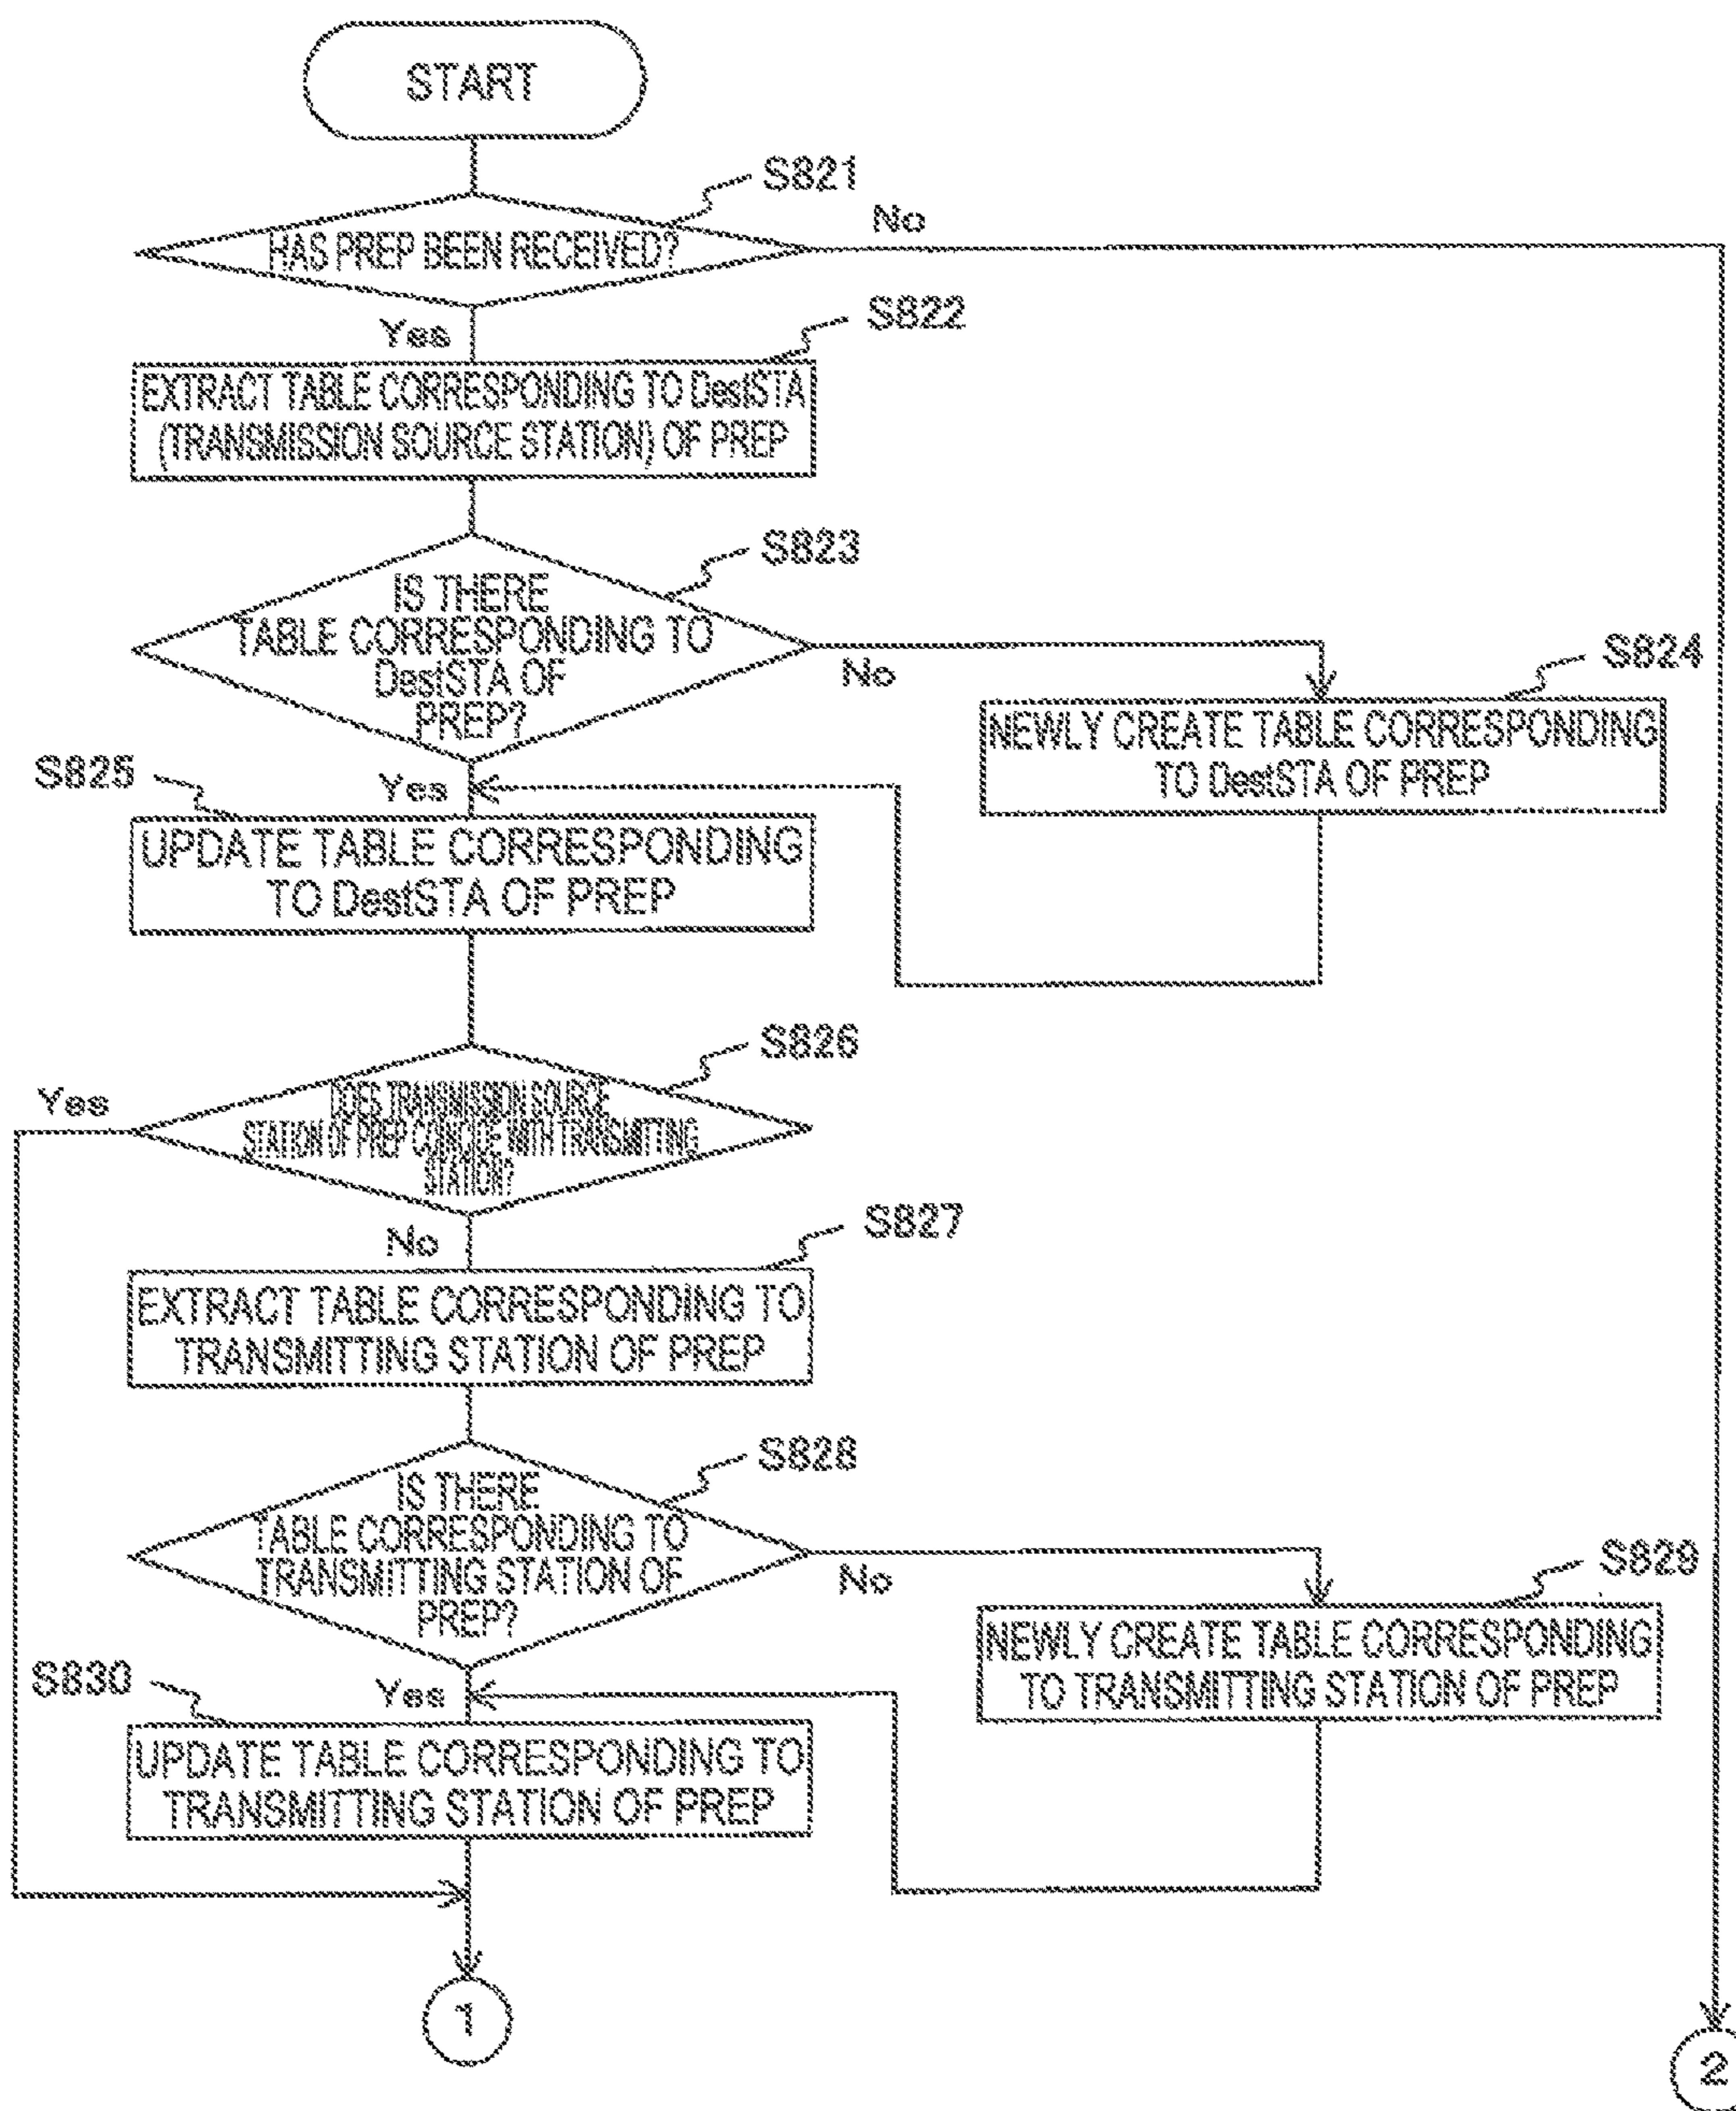 START
S821
HAS PREP BEEN RECEIVED?
No
Yes
S822
EXTRACT TABLE CORRESPONDING TO DestSTA
(TRANSMISSION SOURCE STATION) OF PREP
S823
IS THERE
TABLE CORRESPONDING TO
DestSTA OF
PREP?
No
S824
NEWLY CREATE TABLE CORRESPONDING
TO DestSTA OF PREP
Yes
S825
UPDATE TABLE CORRESPONDING
TO DestSTA OF PREP
S826
Yes
DOES TRANSMISSION SOURCE
STATION OF PREP COINCIDE WITH TRANSMITTING
STATION?
No
S827
EXTRACT TABLE CORRESPONDING TO
TRANSMITTING STATION OF PREP
S828
IS THERE
TABLE CORRESPONDING TO
TRANSMITTING STATION OF
PREP?
No
S829
NEWLY CREATE TABLE CORRESPONDING
TO TRANSMITTING STATION OF PREP
Yes
S830
UPDATE TABLE CORRESPONDING TO
TRANSMITTING STATION OF PREP
1
2